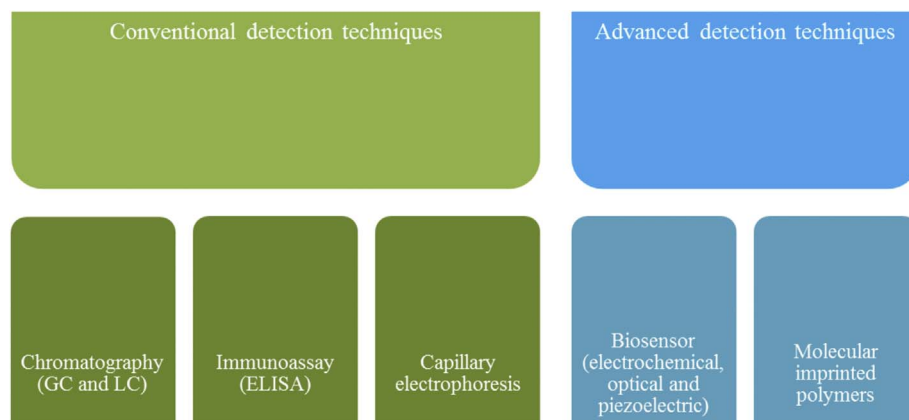 Conventional detection techniques
Advanced detection techniques
Chromatography
(GC and LC)
Immunoassay
(ELISA)
Capillary
electrophoresis
Biosensor
(electrochemical,
optical and
piezoelectric)
Molecular
imprinted
polymers